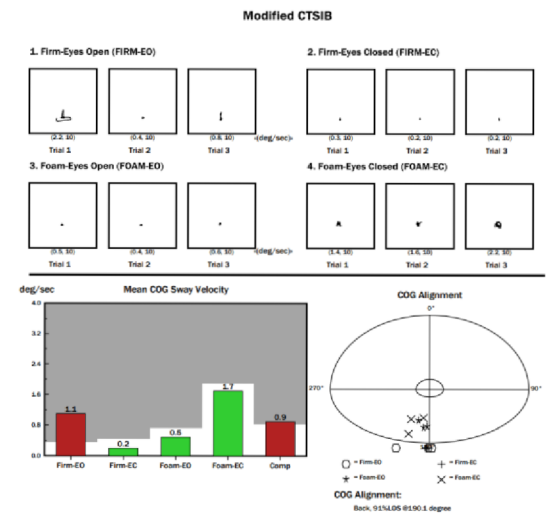 Modified CTSIB
1. Firm-Eyes Open (FIRM-EO)
2. Firm-Eyes Closed (FIRM-EC)
(2.2, 10) (0.4, 10) (0.8, 10) (deg/sec) (0.3, 10) (0.2, 10) (0.2, 10)
Trial 1 Trial 2 Trial 3 Trial 1 Trial 2 Trial 3
3. Foam-Eyes Open (FOAM-EO)
4. Foam-Eyes Closed (FOAM-EC)
(0.5, 10) (0.4, 10) (0.6, 10) (deg/sec) (1.4, 10) (1.6, 10) (2.2, 10)
Trial 1 Trial 2 Trial 3 Trial 1 Trial 2 Trial 3
deg/sec
Mean COG Sway Velocity
4.0
3.2
2.4
1.6
0.8
0.0
1.1
0.2
0.5
1.7
0.9
Firm-EO Firm-EC Foam-EO Foam-EC Comp
COG Alignment
0°
270°
90°
= Firm-EO
= Firm-EC
= Foam-EO
= Foam-EC
COG Alignment:
Back, 91%LOS @190.1 degree